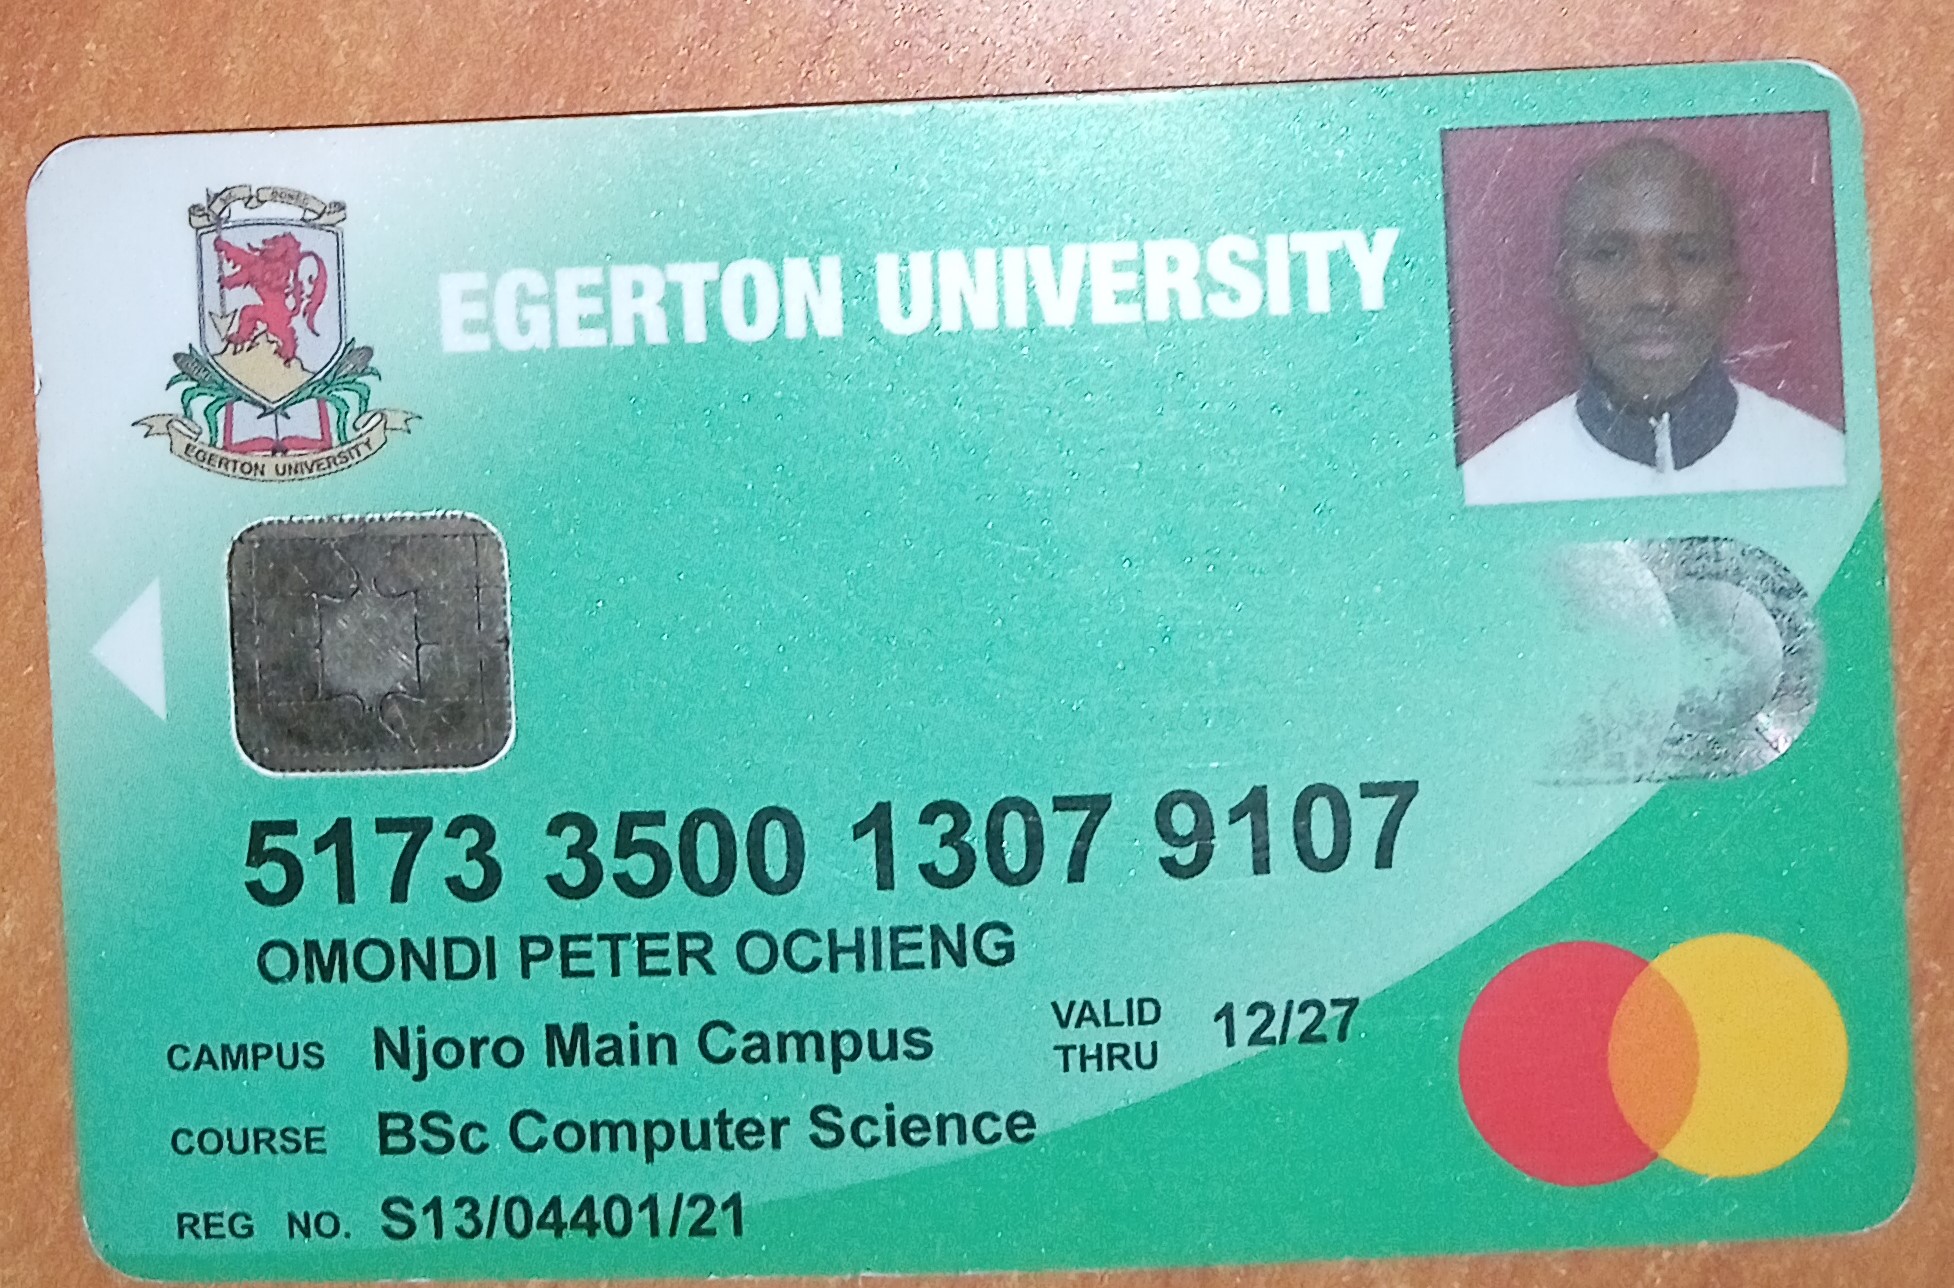 EGERTON UNIVERSITY
EGERTON UNIVERSITY
5173 3500 1307 9107
OMONDI PETER OCHIENG
CAMPUS Njoro Main Campus
VALID THRU 12/27
COURSE BSc Computer Science
REG NO. S13/04401/21